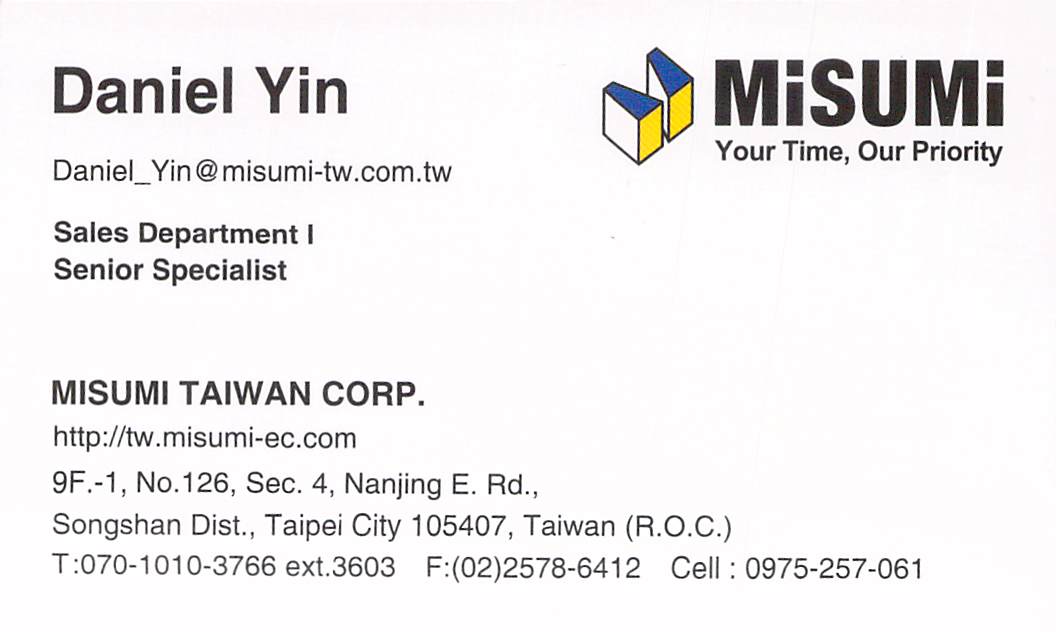 Daniel Yin
Daniel_Yin@misumi-tw.com.tw
Sales Department I
Senior Specialist
MiSUMi
Your Time, Our Priority
MISUMI TAIWAN CORP.
http://tw.misumi-ec.com
9F.-1, No.126, Sec. 4, Nanjing E. Rd.,
Songshan Dist., Taipei City 105407, Taiwan (R.O.C.)
T:070-1010-3766 ext.3603 F:(02)2578-6412 Cell : 0975-257-061